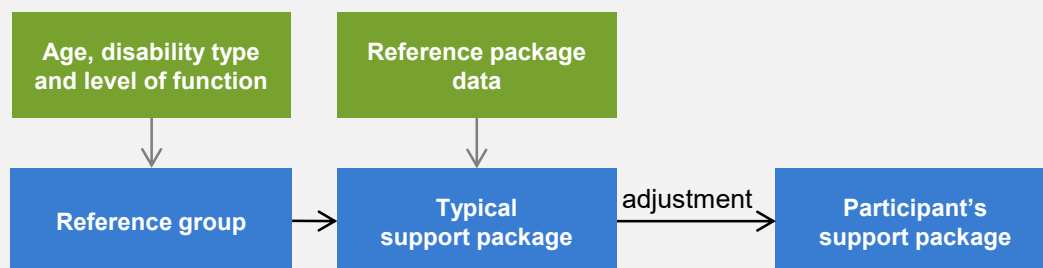 Age, disability type
and level of function
Reference package
data
Reference group
Typical
support package
adjustment
Participant’s
support package